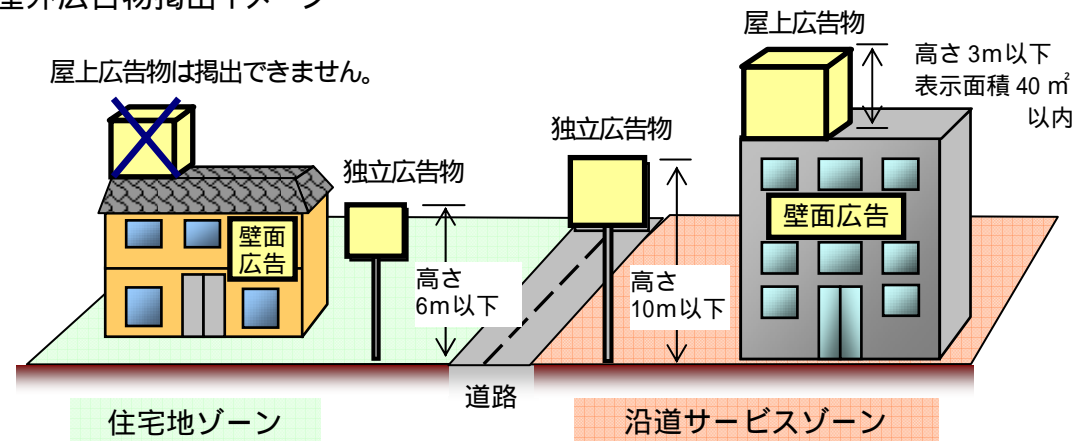 屋外広告物掲出イメージ
屋上広告物は掲出できません。
屋上広告物
高さ 3m以下
表示面積 40 ㎡
以内
独立広告物
独立広告物
壁面
広告
壁面広告
高さ
6m以下
高さ
10m以下
道路
住宅地ゾーン
沿道サービスゾーン